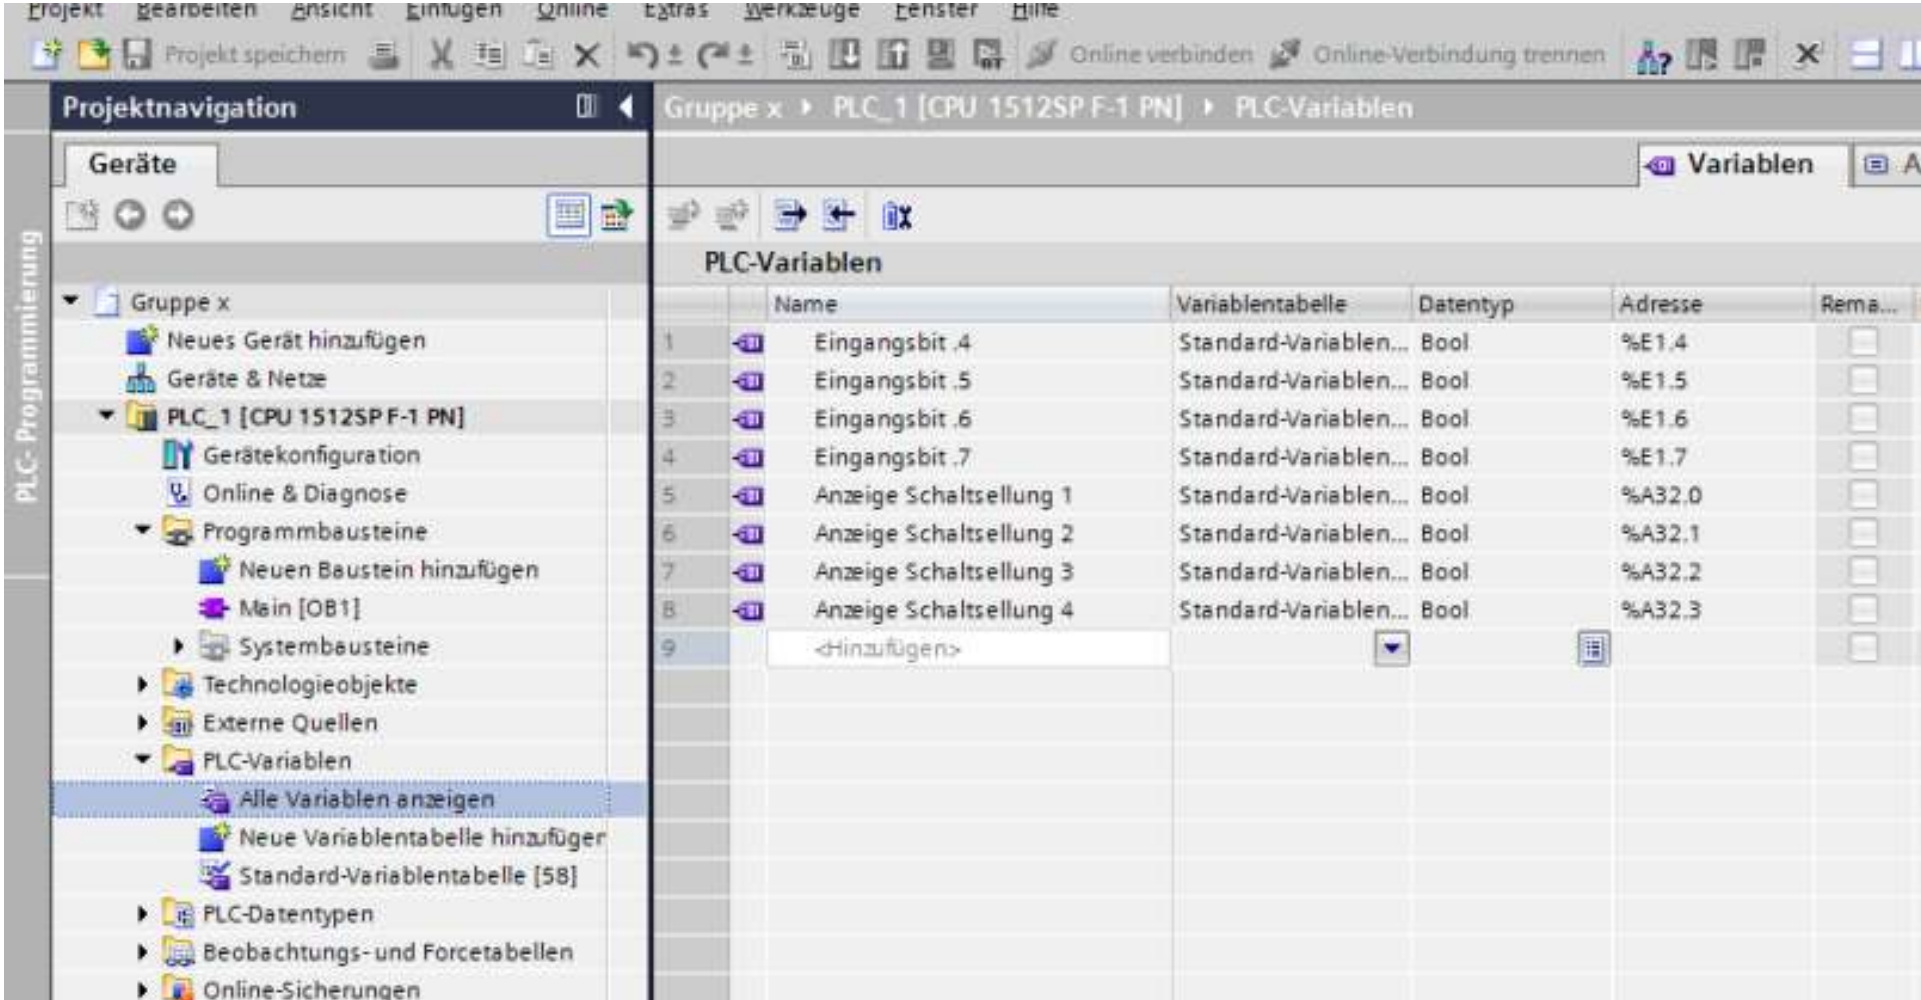 Projekt Bearbeiten Ansicht Einfügen Online Extras Werkzeuge Fenster Hilfe
Projekt speichern Online verbinden Online-Verbindung trennen
Projektnavigation
Gruppe x PLC_1 [CPU 1512SP F-1 PN] PLC-Variablen
Geräte
Variablen
PLC- Programmierung
PLC-Variablen
Name Variablentabelle Datentyp Adresse Rema...
1 Eingangsbit .4 Standard-Variablen... Bool %E1.4
2 Eingangsbit .5 Standard-Variablen... Bool %E1.5
3 Eingangsbit .6 Standard-Variablen... Bool %E1.6
4 Eingangsbit .7 Standard-Variablen... Bool %E1.7
5 Anzeige Schaltsellung 1 Standard-Variablen... Bool %A32.0
6 Anzeige Schaltsellung 2 Standard-Variablen... Bool %A32.1
7 Anzeige Schaltsellung 3 Standard-Variablen... Bool %A32.2
8 Anzeige Schaltsellung 4 Standard-Variablen... Bool %A32.3
9 <Hinzufügen>
Gruppe x
Neues Gerät hinzufügen
Geräte & Netze
PLC_1 [CPU 1512SP F-1 PN]
Gerätekonfiguration
Online & Diagnose
Programmbausteine
Neuen Baustein hinzufügen
Main [OB1]
Systembausteine
Technologieobjekte
Externe Quellen
PLC-Variablen
Alle Variablen anzeigen
Neue Variablentabelle hinzufügen
Standard-Variablentabelle [58]
PLC-Datentypen
Beobachtungs- und Forcetabellen
Online-Sicherungen